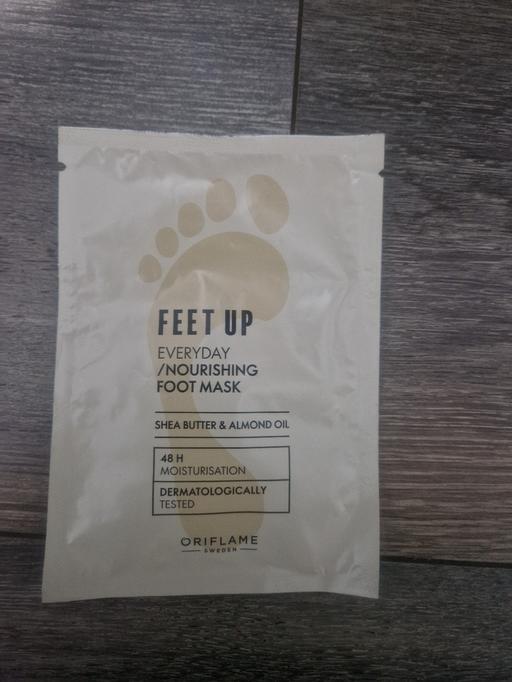 FEET UP
EVERYDAY
/NOURISHING
FOOT MASK
SHEA BUTTER & ALMOND OIL
48 H
MOISTURISATION
DERMATOLOGICALLY
TESTED
ORIFLAME
SWEDEN